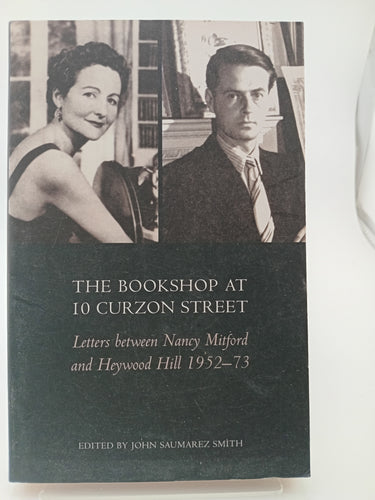 THE BOOKSHOP AT
10 CURZON STREET
Letters between Nancy Mitford
and Heywood Hill 1952–73
EDITED BY JOHN SAUMAREZ SMITH